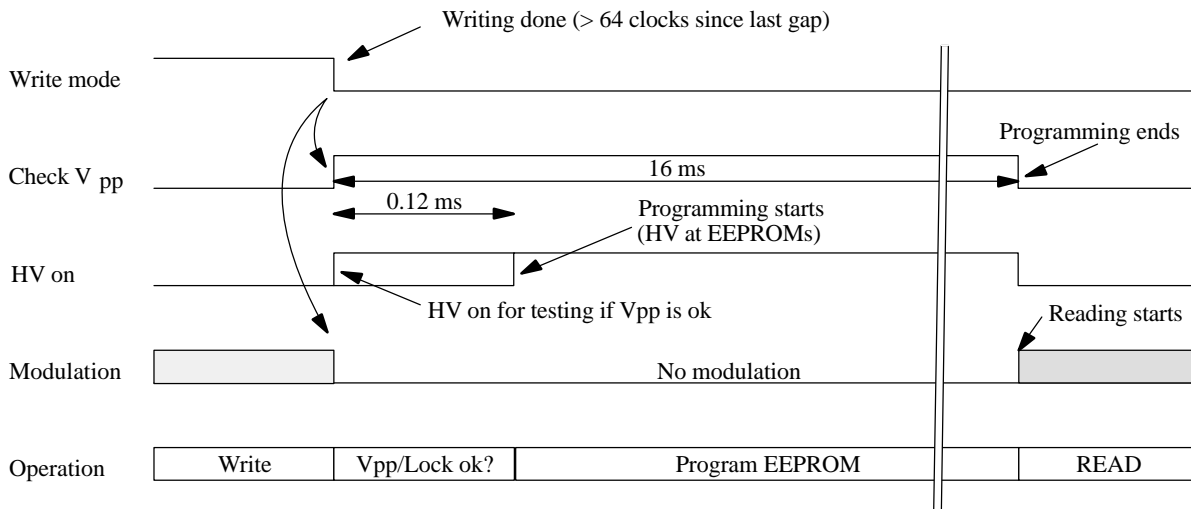 Writing done (> 64 clocks since last gap)
Write mode
Programming ends
Check V pp
16 ms
0.12 ms
Programming starts
(HV at EEPROMs)
HV on
HV on for testing if Vpp is ok
Reading starts
Modulation
No modulation
Operation
Write
Vpp/Lock ok?
Program EEPROM
READ